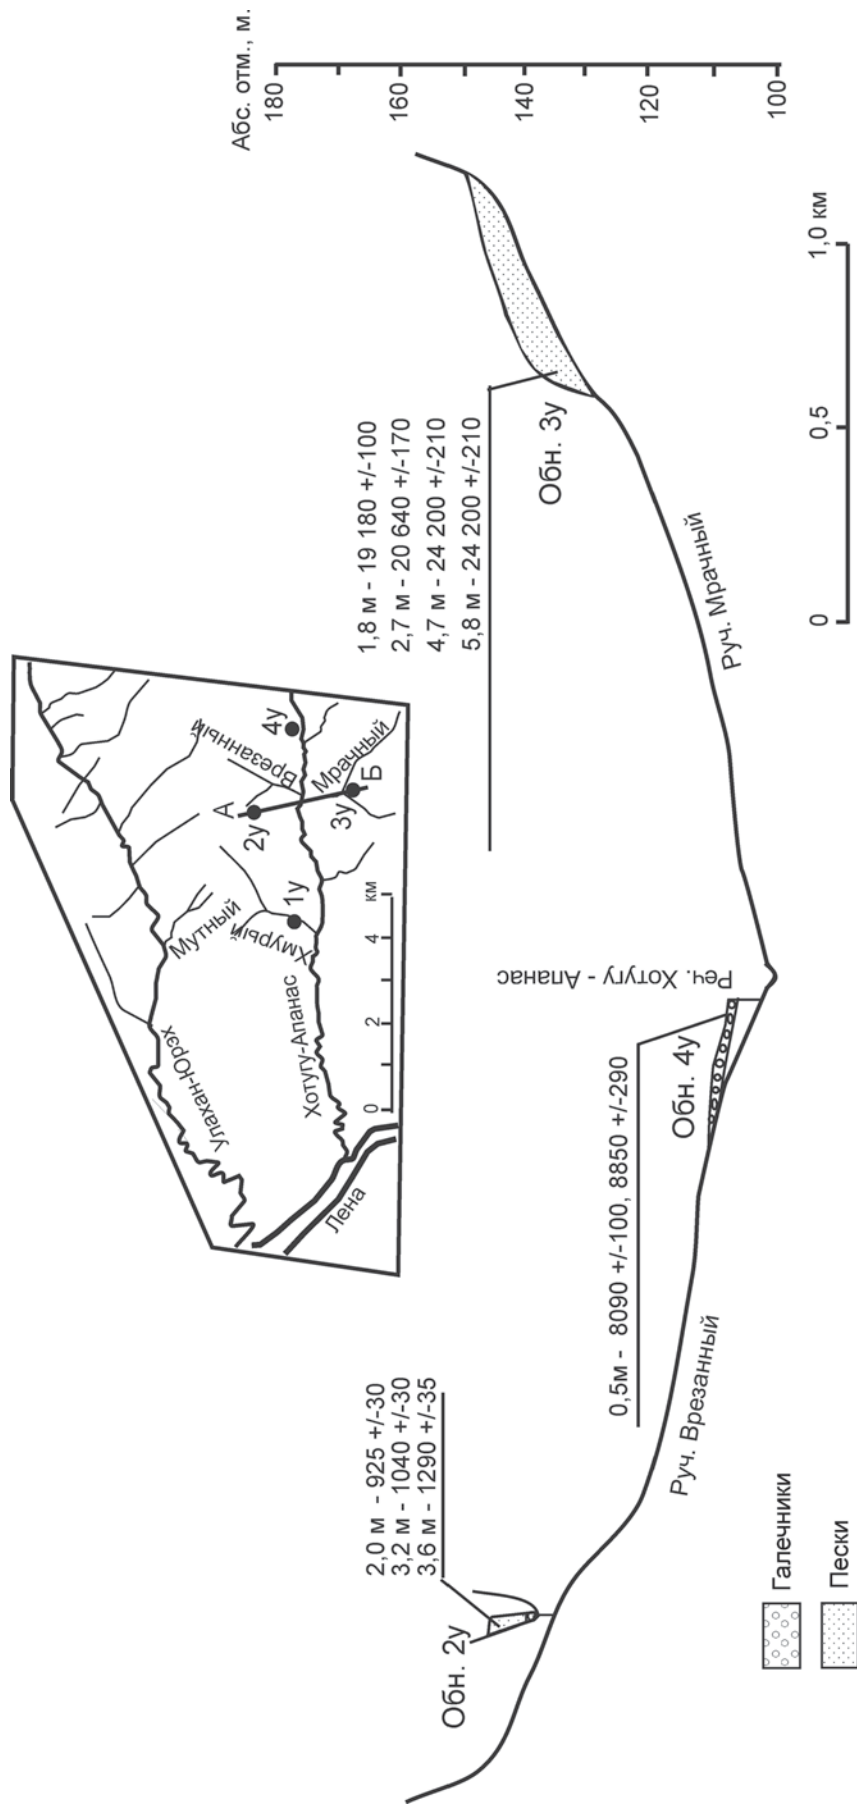 Абс. отм., м.
180
160
140
120
100
Улахан-Юрэх
Мутный
Хмурый
1у
Хотугу-Апанас
Лена
А
2у
Врезанный
4у
Мрачный
3у
Б
0
2
4
км
2,0 м - 925 +/-30
3,2 м - 1040 +/-30
3,6 м - 1290 +/-35
Обн. 2у
1,8 м - 19 180 +/-100
2,7 м - 20 640 +/-170
4,7 м - 24 200 +/-210
5,8 м - 24 200 +/-210
Обн. 3у
0,5м - 8090 +/-100, 8850 +/-290
Обн. 4у
Руч. Врезанный
Реч. Хотугу - Апанас
Руч. Мрачный
Галечники
Пески
0
0,5
1,0 км